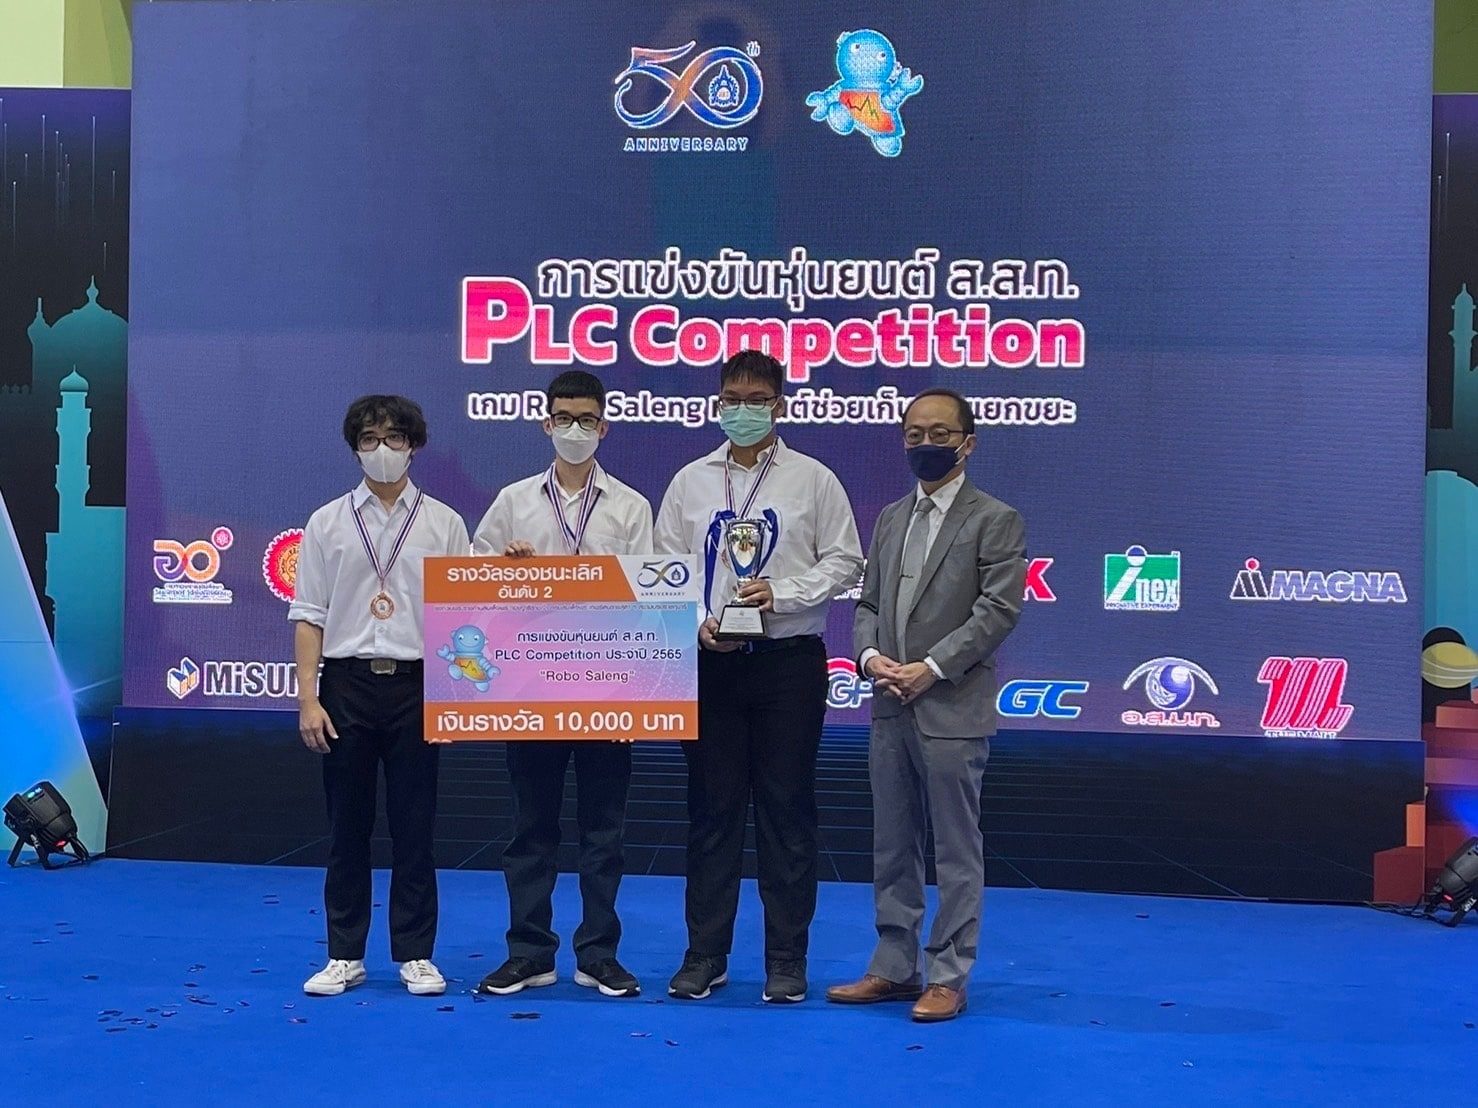 50th
ANNIVERSARY
การแข่งขันหุ่นยนต์ ส.ส.ท.
PLC Competition
เกม
Saleng
ช่วยเก็บ
แยกขยะ
inex
INNOVATIVE EXPERIMENT
MAGNA
MiSUMi
GC
อ.ส.ม.ท.
รางวัลรองชนะเลิศ
อันดับ 2
50th
ANNIVERSARY
การแข่งขันหุ่นยนต์ ส.ส.ท.
PLC Competition ประจำปี 2565
"Robo Saleng"
เงินรางวัล 10,000 บาท